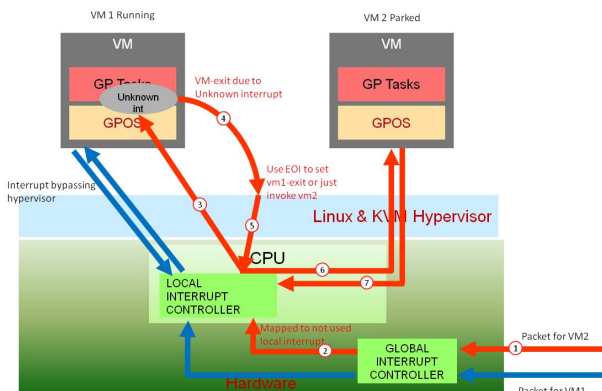 VM 1 Running
VM 2 Parked
VM
VM
GP Tasks
Unknown
int
GPOS
VM-exit due to
Unknown interrupt
GP Tasks
GPOS
4
Use EOI to set
vm1-exit or just
invoke vm2
Interrupt bypassing
hypervisor
3
5
Linux & KVM Hypervisor
CPU
6
7
LOCAL
INTERRUPT
CONTROLLER
Mapped to not used
local interrupt
2
GLOBAL
INTERRUPT
CONTROLLER
1
Packet for VM2
Hardware
Packet for VM1